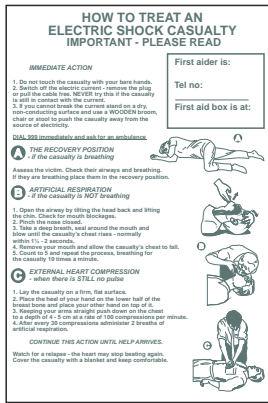 HOW TO TREAT AN
ELECTRIC SHOCK CASUALTY
IMPORTANT - PLEASE READ
IMMEDIATE ACTION
1. Do not touch the casualty with your bare hands.
2. Switch off the electric current - remove the plug
or pull the cable free. NEVER try this if the casualty
is still in contact with the current.
3. If you cannot break the current stand on a dry,
non-conducting surface and use a WOODEN broom,
chair or stool to push the casualty away from the
source of electricity.
DIAL 999 immediately and ask for an ambulance
First aider is:
Tel no:
First aid box is at:
A THE RECOVERY POSITION
- if the casualty is breathing
Assess the victim. Check their airways and breathing.
If they are breathing place them in the recovery position.
A
B ARTIFICIAL RESPIRATION
- if the casualty is NOT breathing
1. Open the airway by tilting the head back and lifting
the chin. Check for mouth blockages.
2. Pinch the nose closed.
3. Take a deep breath, seal around the mouth and
blow until the casualty's chest rises - normally
within 1½ - 2 seconds.
4. Remove your mouth and allow the casualty's chest to fall.
5. Count to 5 and repeat the process, breathing for
the casualty 10 times a minute.
B
C EXTERNAL HEART COMPRESSION
- when there is STILL no pulse
1. Lay the casualty on a firm, flat surface.
2. Place the heel of your hand on the lower half of the
breast bone and place your other hand on top of it.
3. Keeping your arms straight push down on the chest
to a depth of 4 - 5 cm at a rate of 100 compressions per minute.
4. After every 30 compressions administer 2 breaths of
artificial respiration.
C
CONTINUE THIS ACTION UNTIL HELP ARRIVES.
Watch for a relapse - the heart may stop beating again.
Cover the casualty with a blanket and keep comfortable.